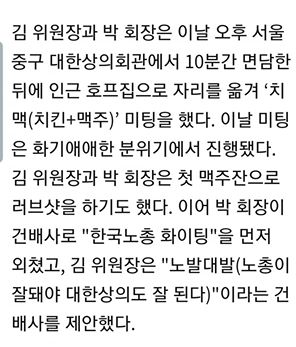 김 위원장과 박 회장은 이날 오후 서울
중구 대한상의회관에서 10분간 면담한
뒤에 인근 호프집으로 자리를 옮겨 ‘치
맥(치킨+맥주)’ 미팅을 했다. 이날 미팅
은 화기애애한 분위기에서 진행됐다.
김 위원장과 박 회장은 첫 맥주잔으로
러브샷을 하기도 했다. 이어 박 회장이
건배사로 "한국노총 화이팅"을 먼저
외쳤고, 김 위원장은 "노발대발(노총이
잘돼야 대한상의도 잘 된다)"이라는 건
배사를 제안했다.